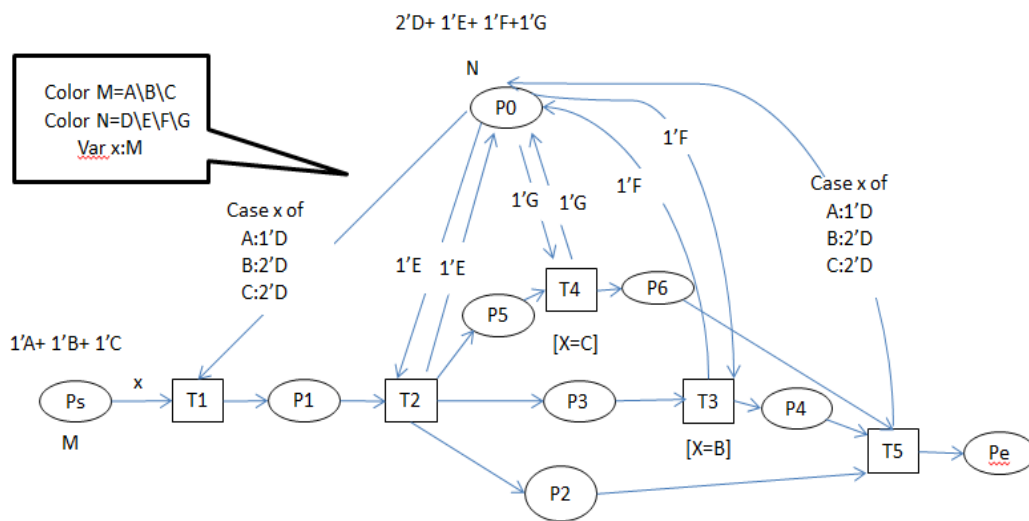 2'D+ 1'E+ 1'F+1'G
N
P0
Color M=A\B\C
Color N=D\E\F\G
Var x:M
1'F
1'G
1'G
1'F
Case x of
A:1'D
B:2'D
C:2'D
Case x of
A:1'D
B:2'D
C:2'D
1'E
1'E
T4
P6
P5
[X=C]
1'A+ 1'B+ 1'C
x
Ps
T1
P1
T2
P3
T3
P4
M
[X=B]
T5
Pe
P2